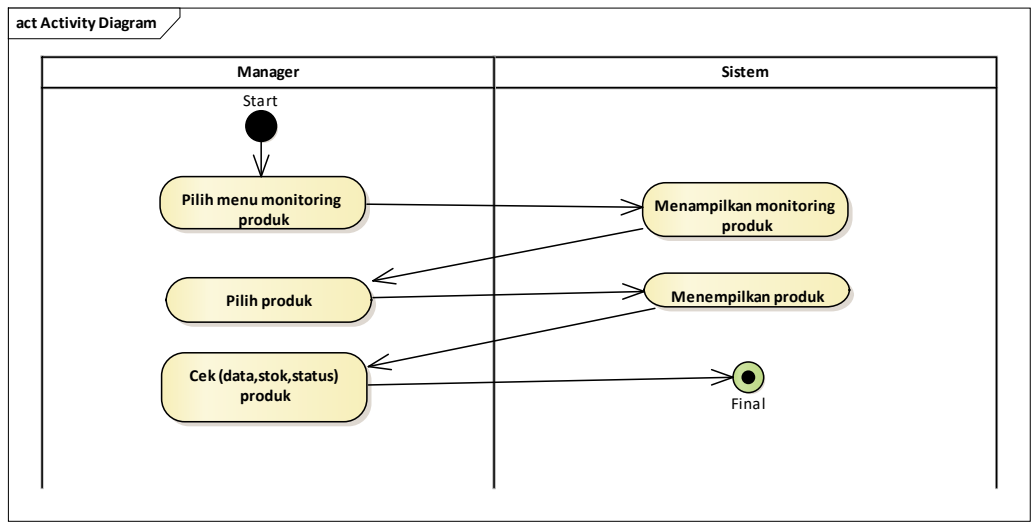 act Activity Diagram
Manager
Sistem
Start
Pilih menu monitoring
produk
Menampilkan monitoring
produk
Pilih produk
Menempilkan produk
Cek (data,stok,status)
produk
Final